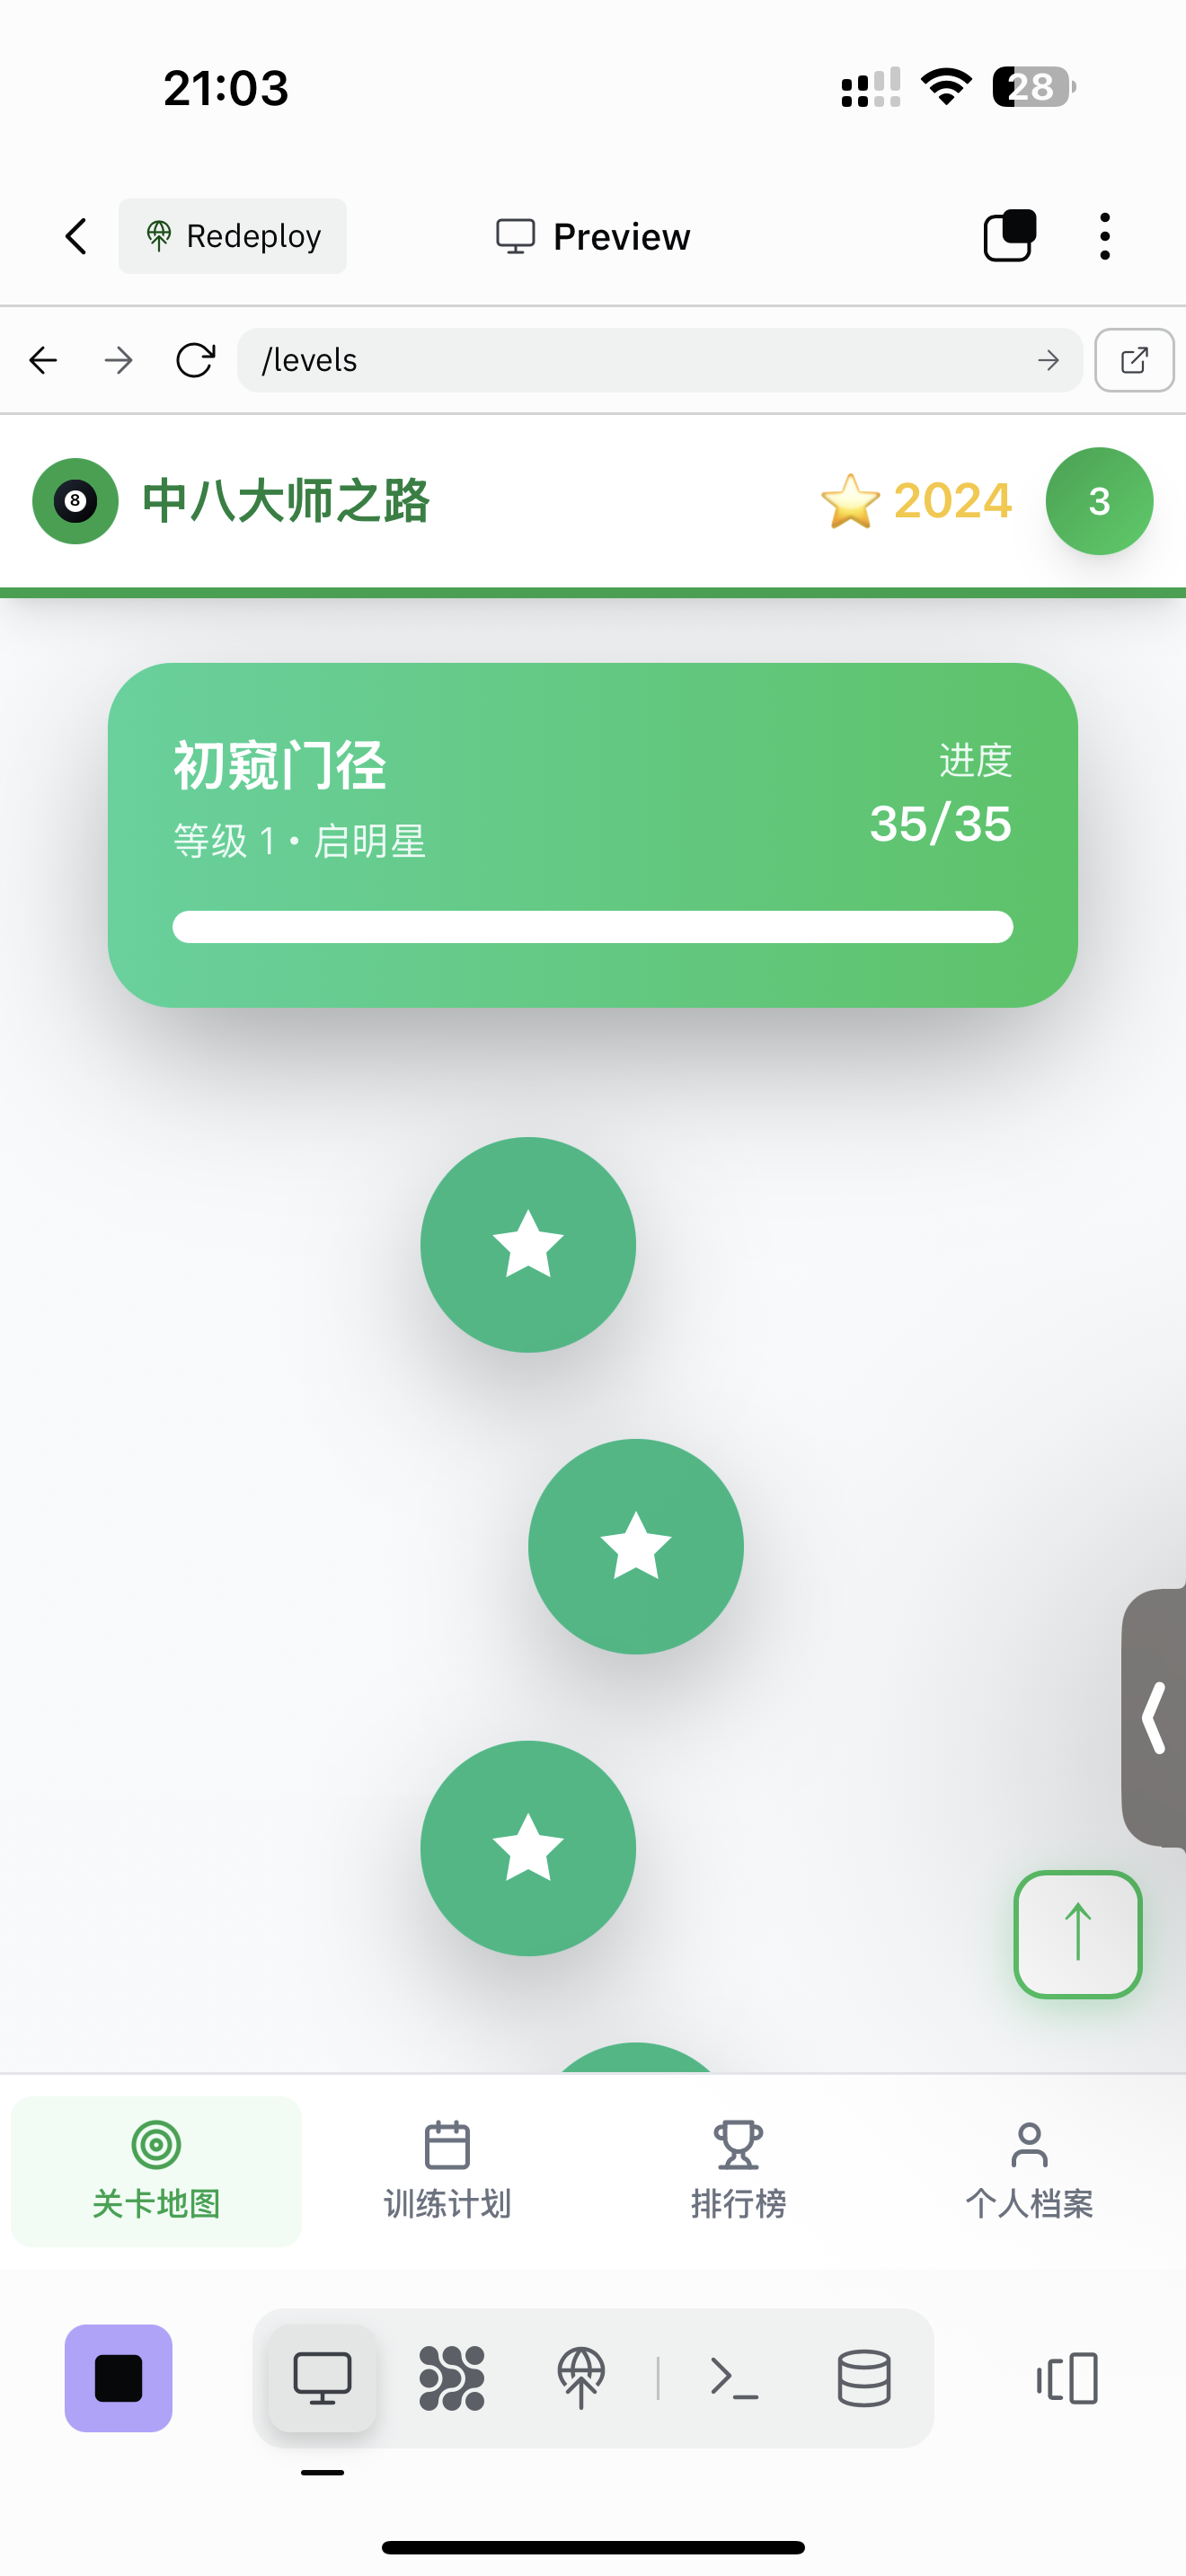 21:03
28
Redeploy
Preview
/levels
8
中八大师之路
2024
3
初窥门径
进度
等级 1 • 启明星
35/35
关卡地图
训练计划
排行榜
个人档案